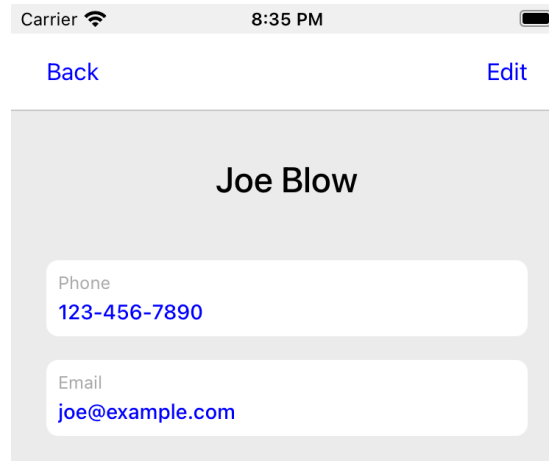 Carrier 8:35 PM
Back Edit
Joe Blow
Phone
123-456-7890
Email
joe@example.com